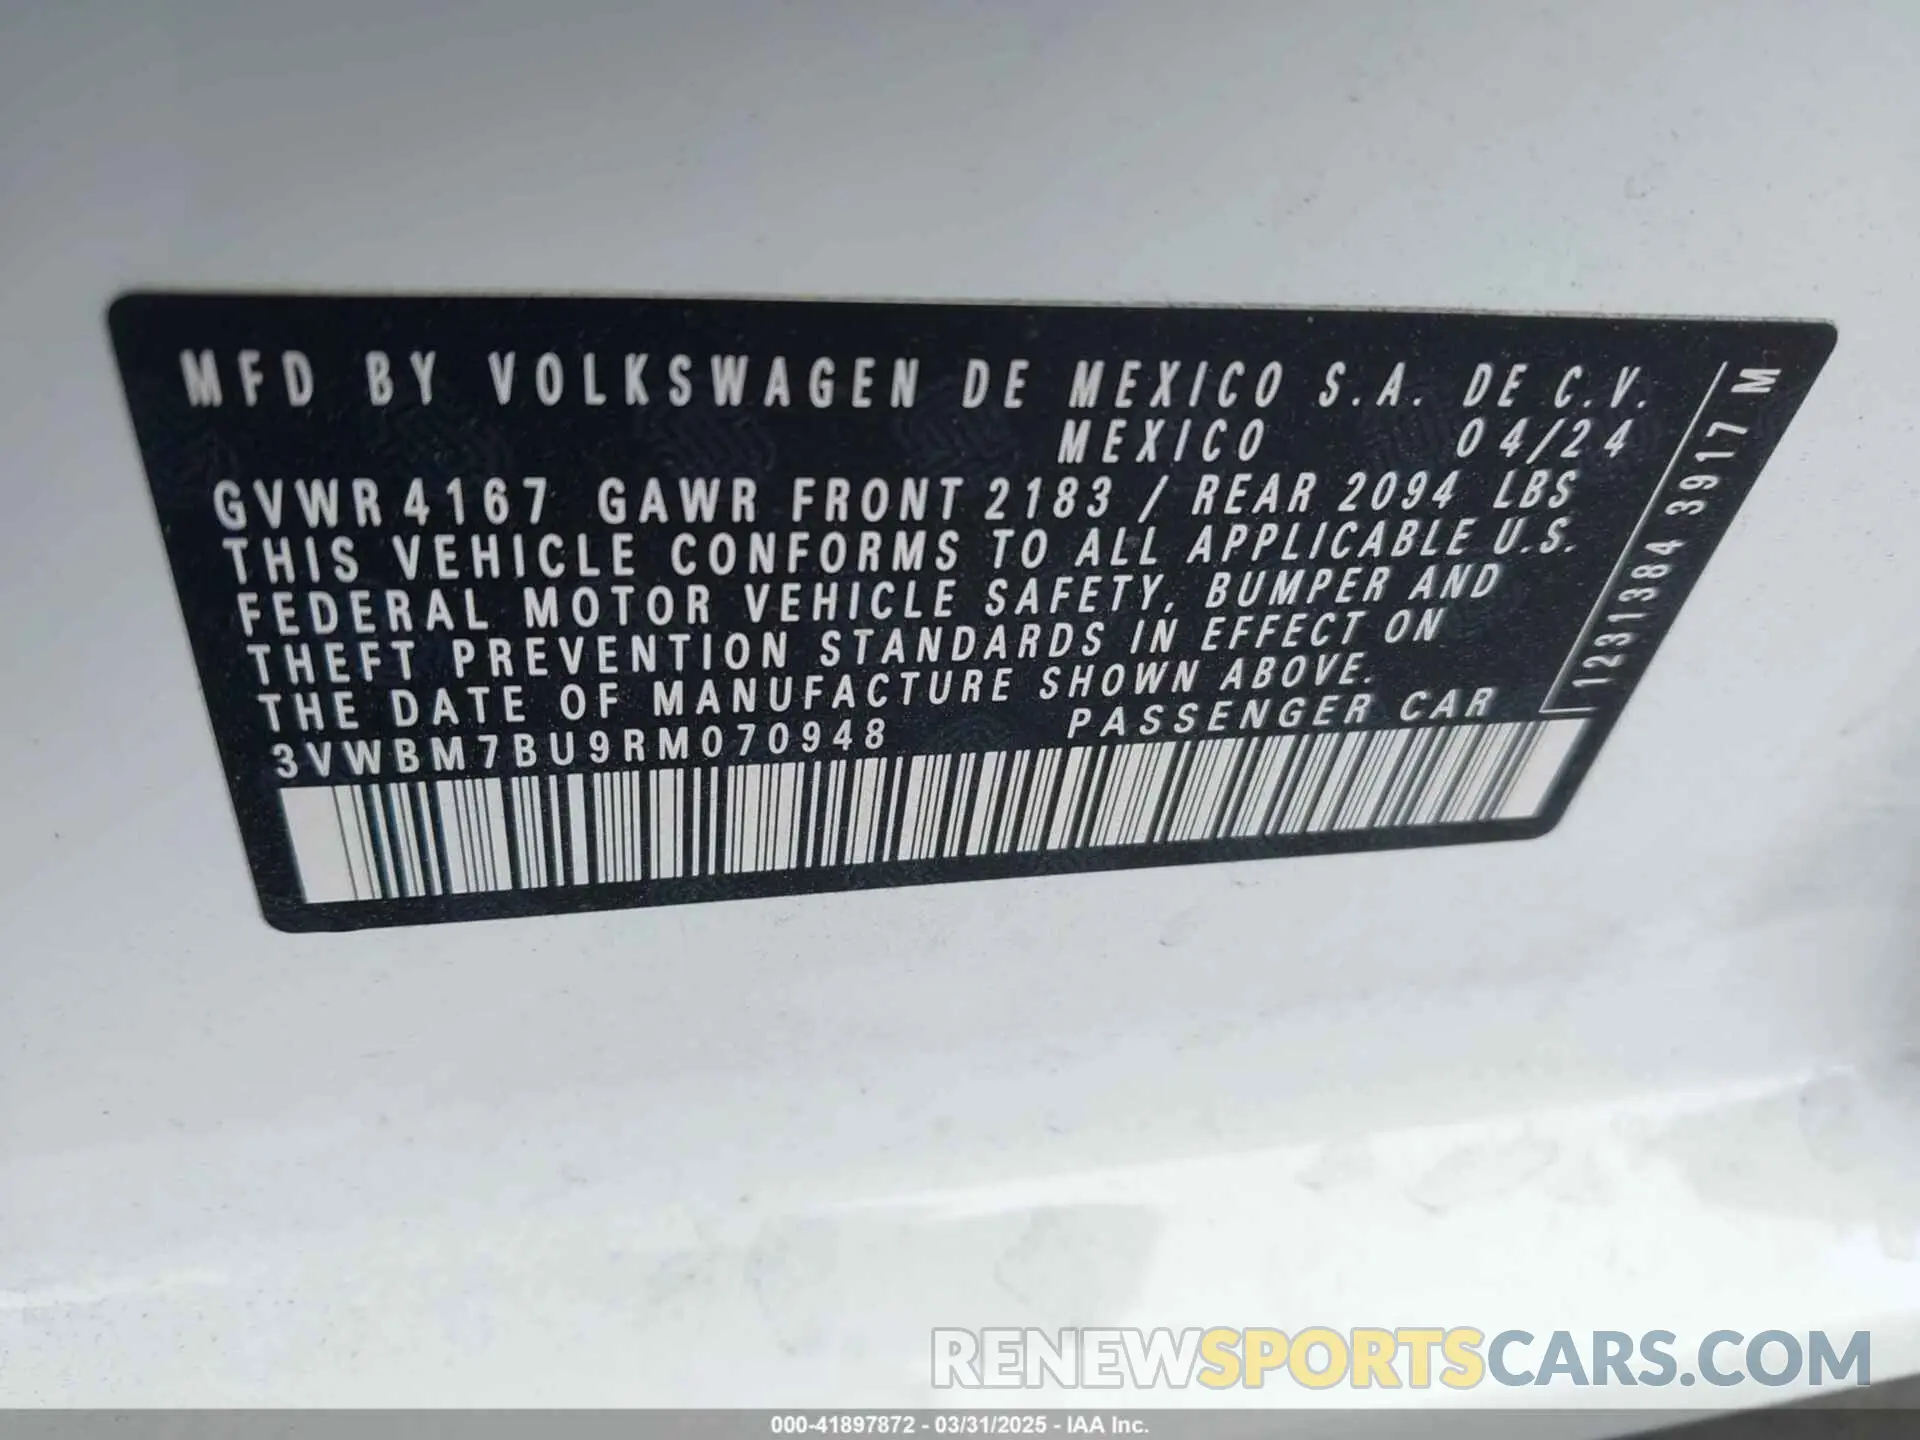 MFD BY VOLKSWAGEN DE MEXICO S.A. DE C.V.
MEXICO 04/24
GVWR 4167 GAWR FRONT 2183 / REAR 2094 LBS
THIS VEHICLE CONFORMS TO ALL APPLICABLE U.S.
FEDERAL MOTOR VEHICLE SAFETY, BUMPER AND
THEFT PREVENTION STANDARDS IN EFFECT ON
THE DATE OF MANUFACTURE SHOWN ABOVE.
3VWBM7BU9RM070948 PASSENGER CAR
1231384 3917 M
RENEWSPORTSCARS.COM
000-41897872 - 03/31/2025 - IAA Inc.